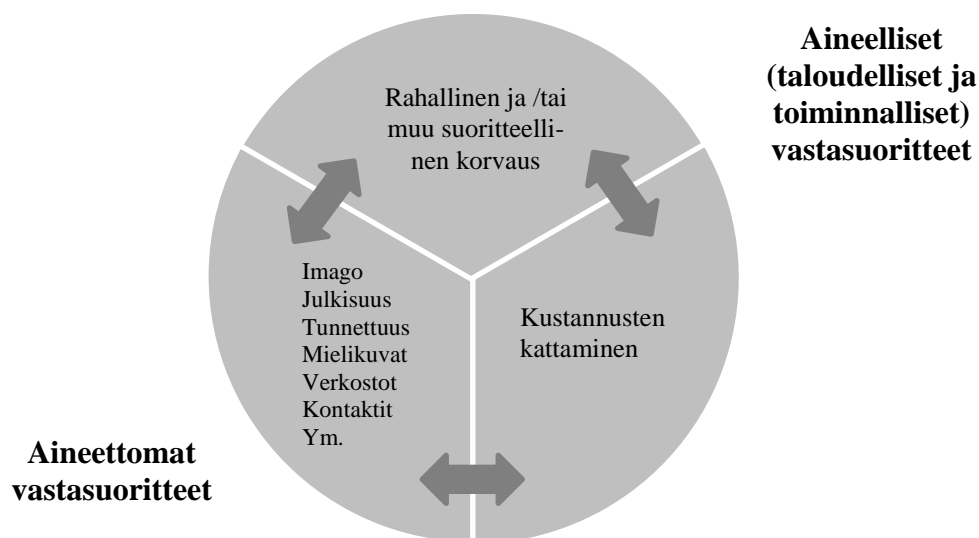 Aineelliset
(taloudelliset ja
toiminnalliset)
vastasuoritteet
Rahallinen ja /tai
muu suoritteelli-
nen korvaus
Imago
Julkisuus
Tunnettuus
Mielikuvat
Verkostot
Kontaktit
Ym.
Kustannusten
kattaminen
Aineettomat
vastasuoritteet